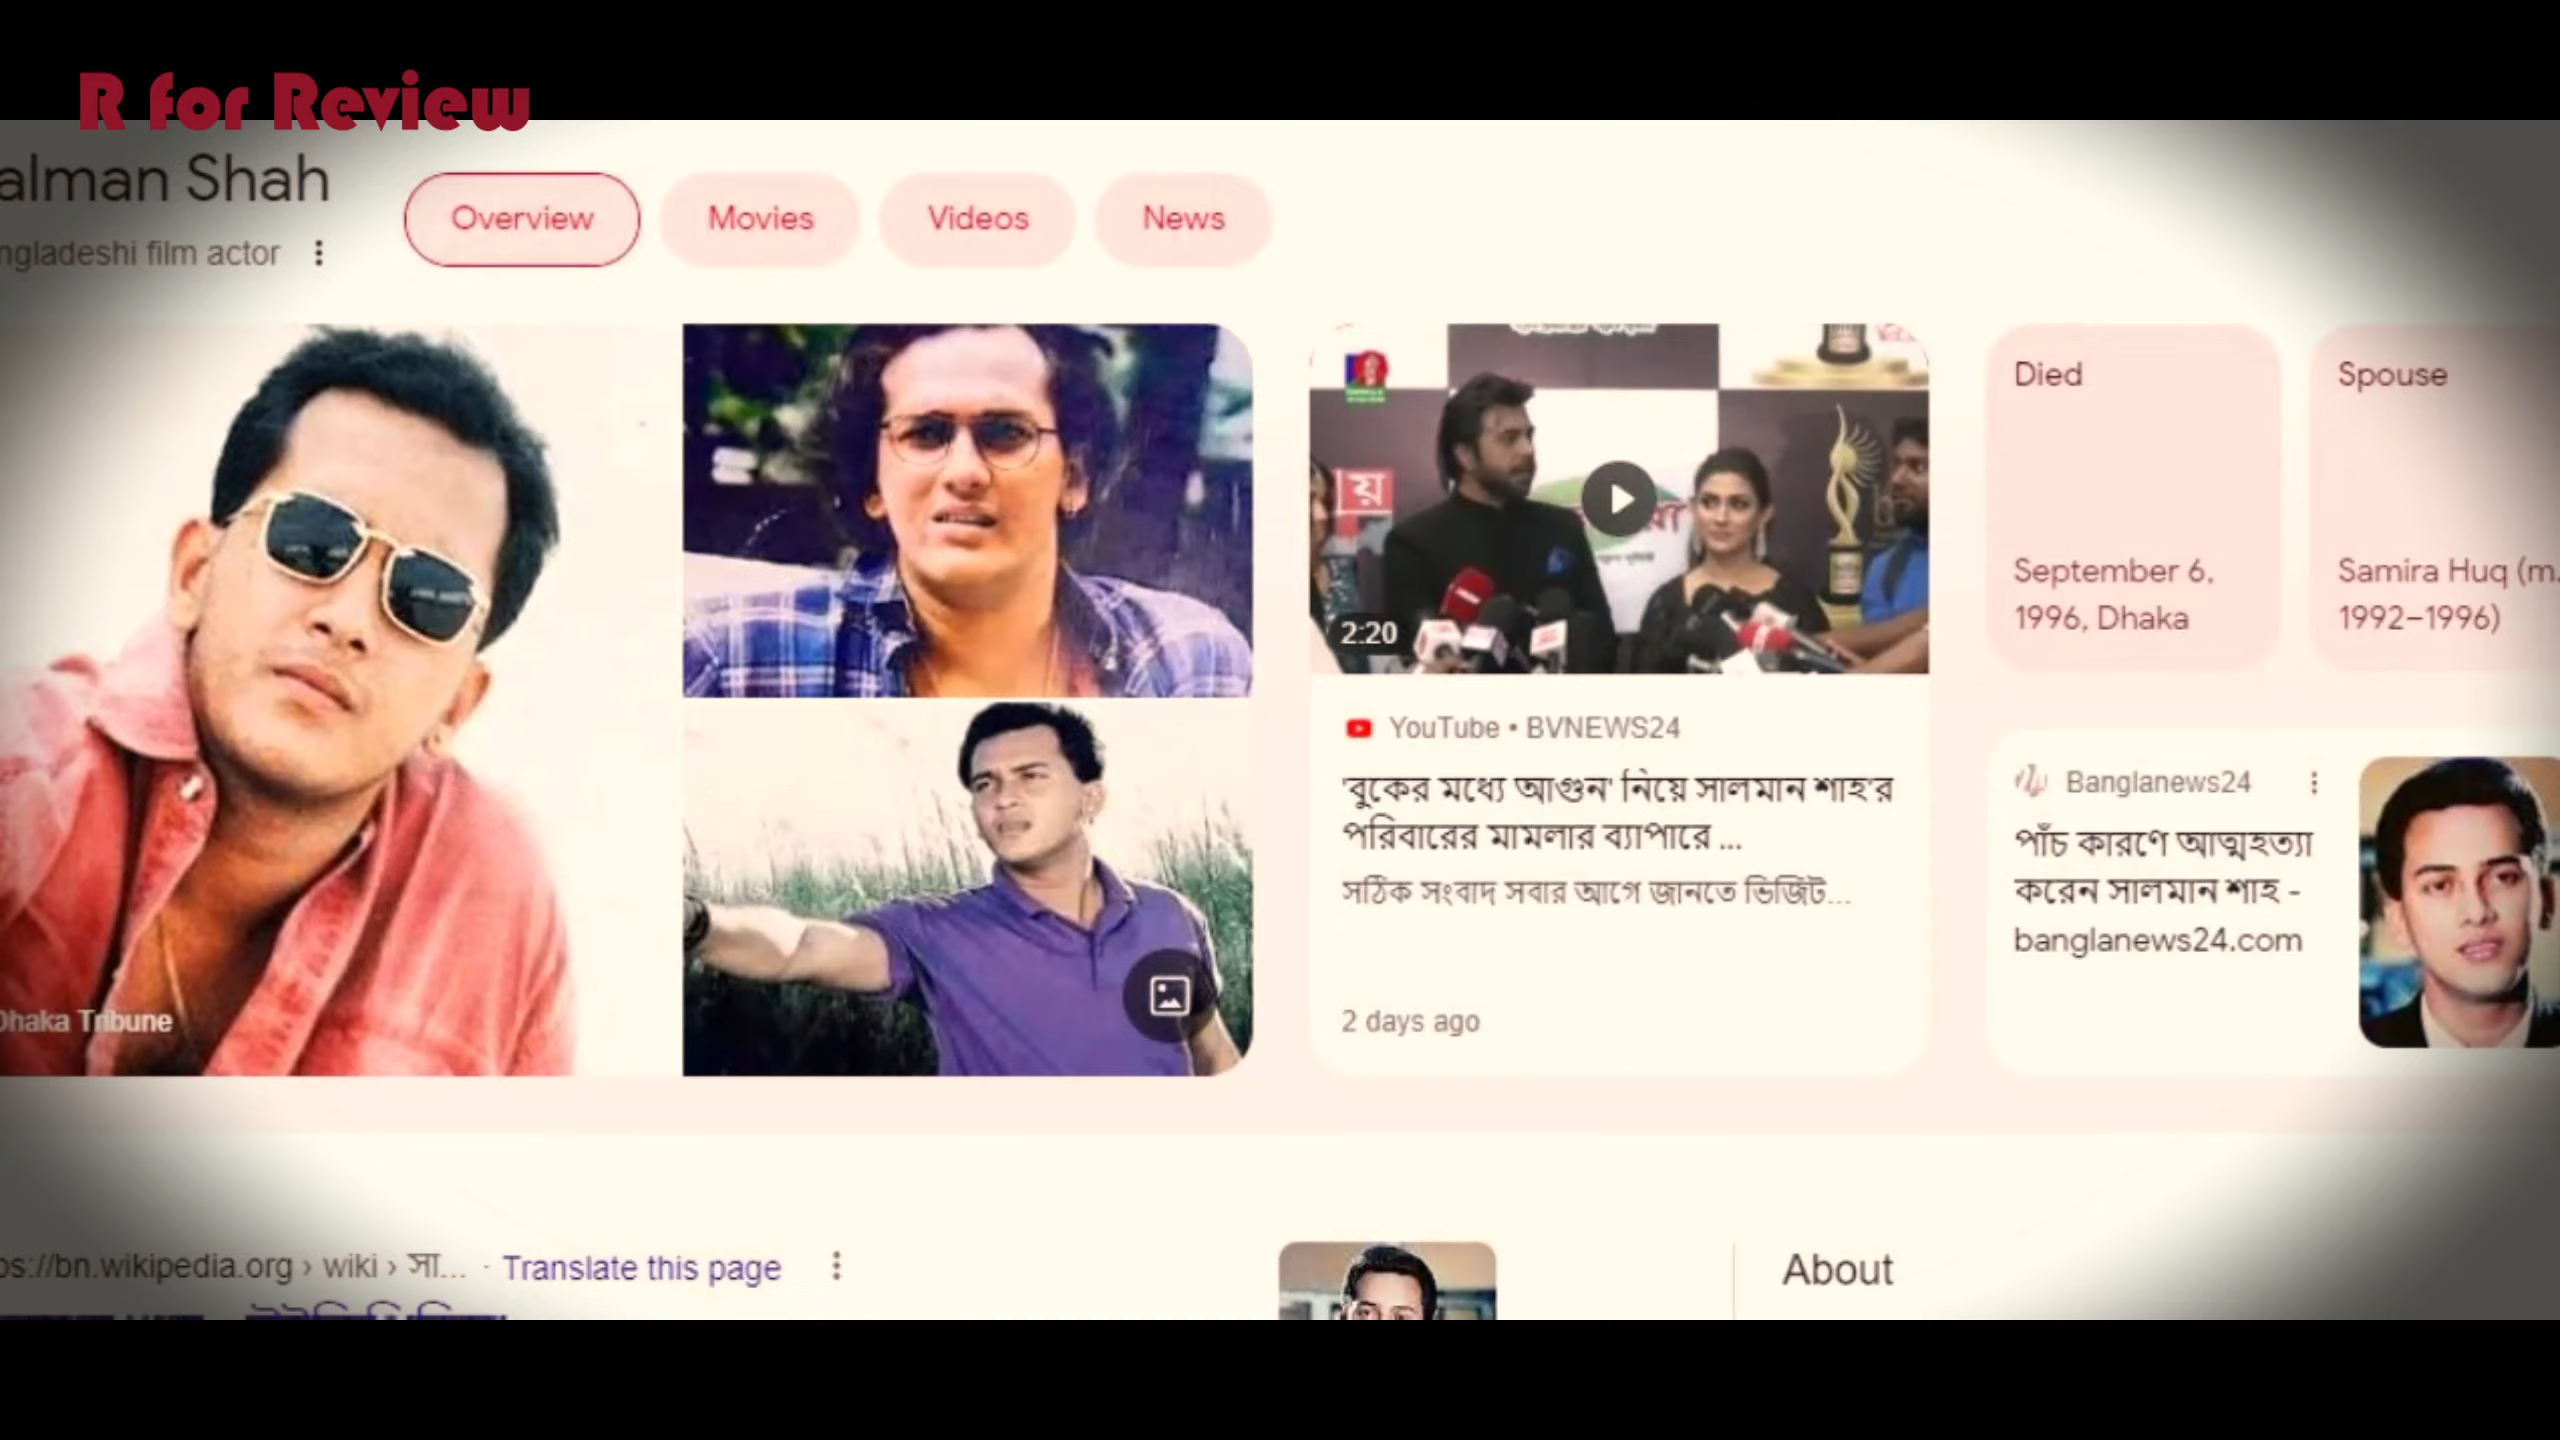 R for Review
alman Shah
ngladeshi film actor
Overview
Movies
Videos
News
Dhaka Tribune
য়
2:20
YouTube • BVNEWS24
'বুকের মধ্যে আগুন' নিয়ে সালমান শাহ'র
পরিবারের মামলার ব্যাপারে ...
সঠিক সংবাদ সবার আগে জানতে ভিজিট...
2 days ago
Died
September 6,
1996, Dhaka
Spouse
Samira Huq (m.
1992–1996)
Banglanews24
পাঁচ কারণে আত্মহত্যা
করেন সালমান শাহ -
banglanews24.com
ps://bn.wikipedia.org › wiki › সা... · Translate this page
About